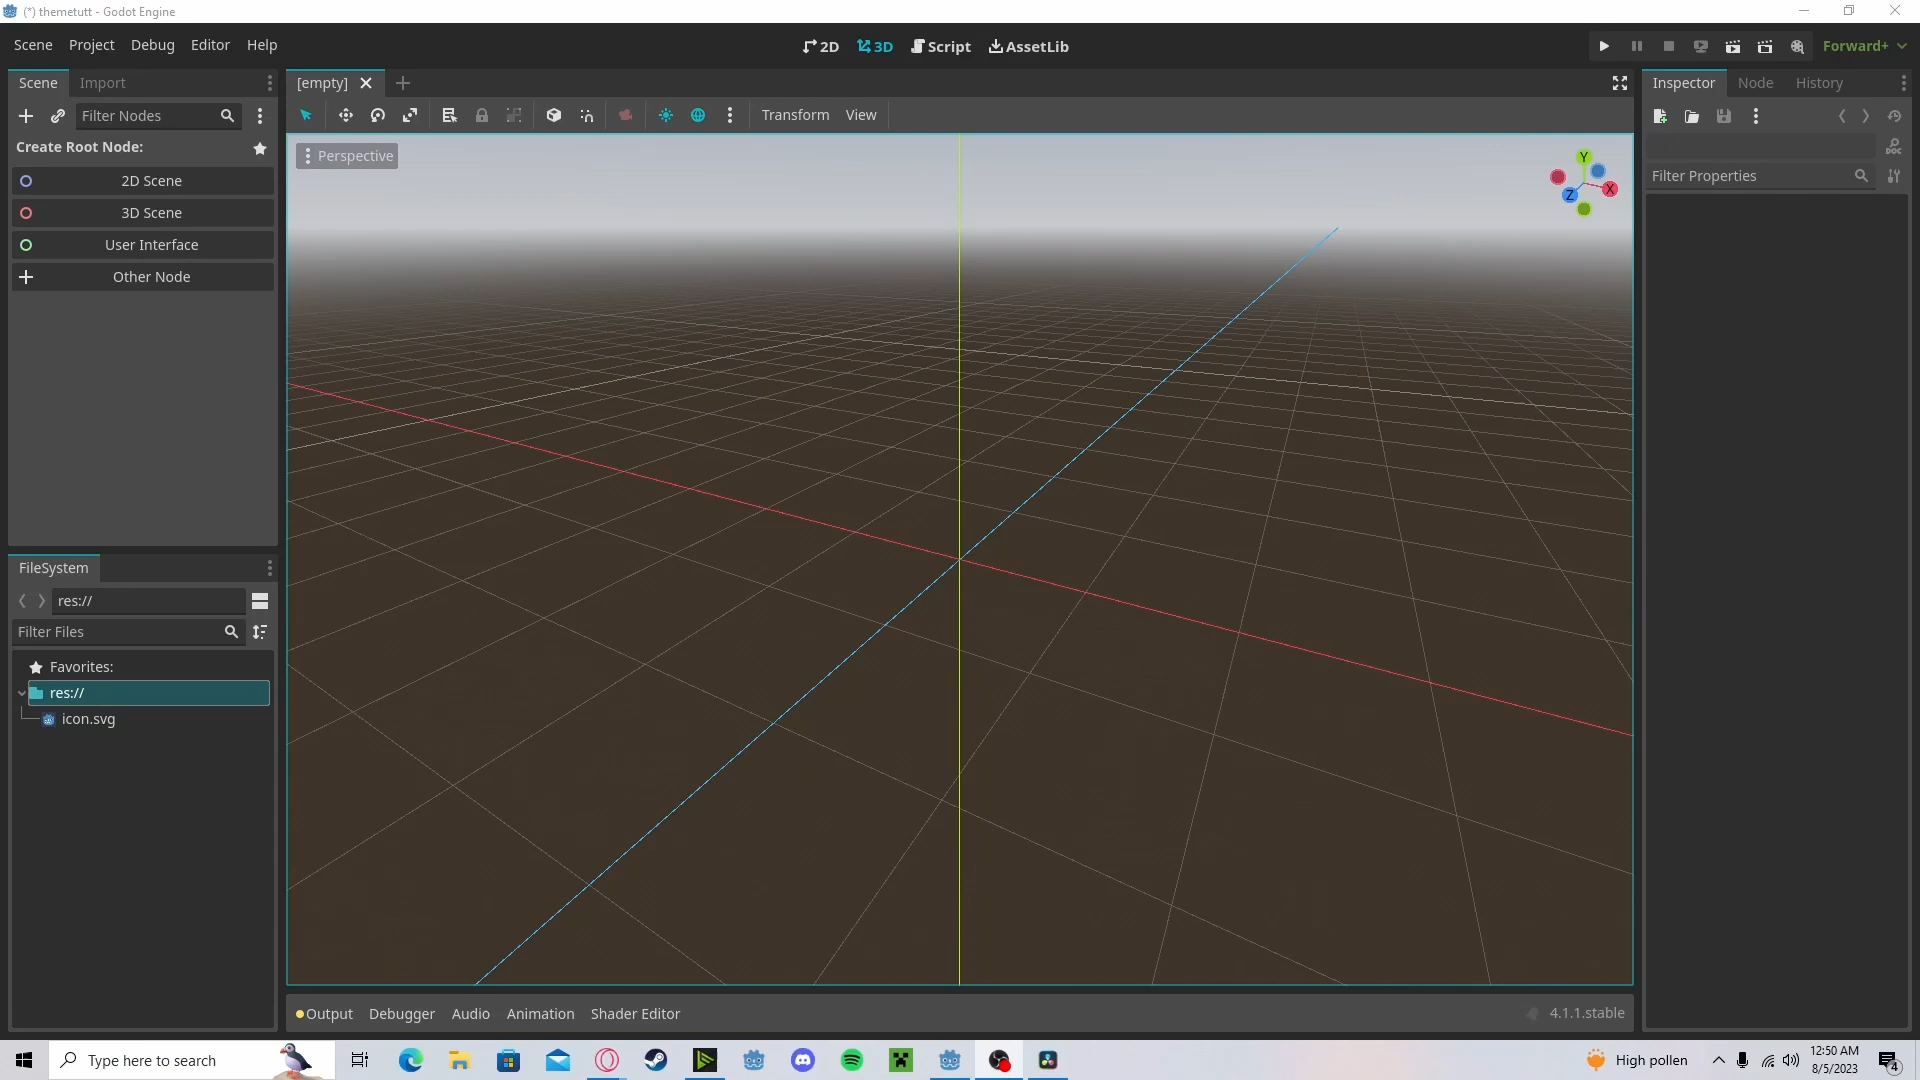 (*) themetutt - Godot Engine
Scene Project Debug Editor Help
2D 3D Script AssetLib
Forward+
Scene Import
[empty]
Inspector Node History
Filter Nodes
Transform View
Create Root Node:
Perspective
2D Scene
3D Scene
User Interface
Other Node
Y
X
Z
DOC
Filter Properties
FileSystem
res://
Filter Files
Favorites:
res://
icon.svg
Output Debugger Audio Animation Shader Editor
4.1.1.stable
Type here to search
High pollen
12:50 AM
8/5/2023
4